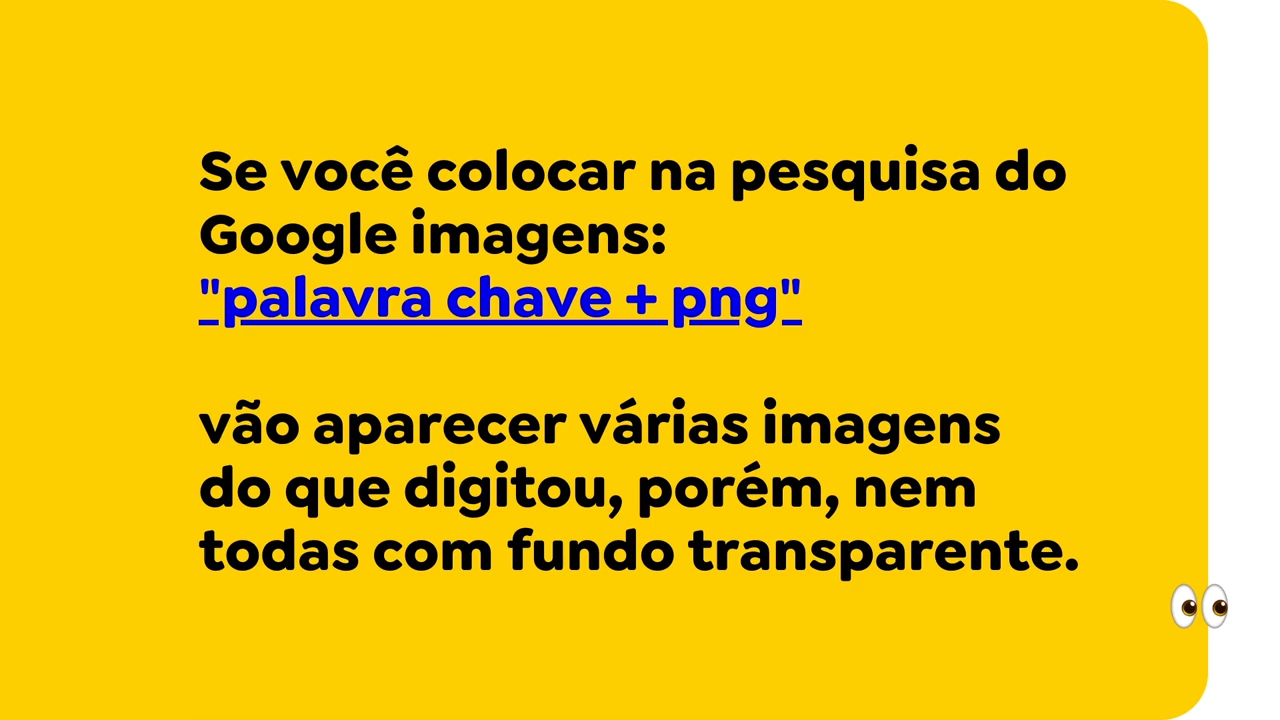 Se você colocar na pesquisa do
Google imagens:
"palavra chave + png"
vão aparecer várias imagens
do que digitou, porém, nem
todas com fundo transparente.